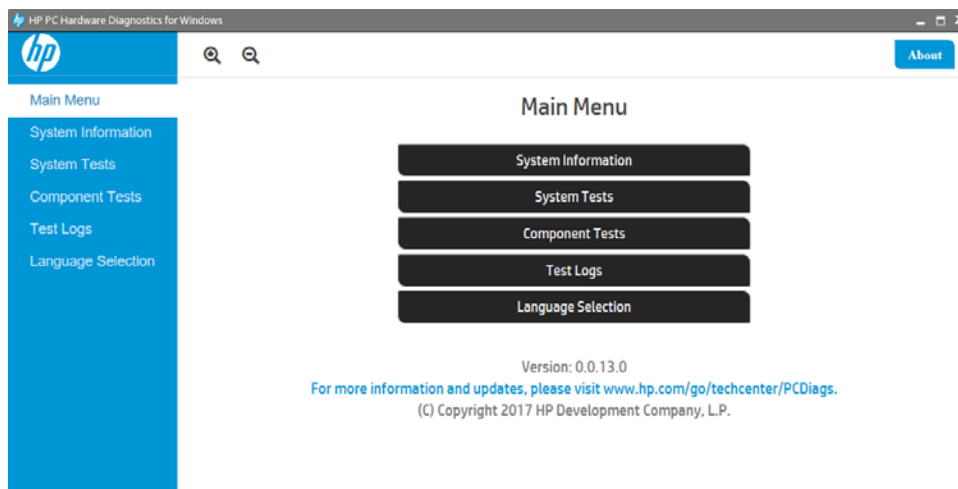 HP PC Hardware Diagnostics for Windows
hp
About
Main Menu
System Information
System Tests
Component Tests
Test Logs
Language Selection
Main Menu
System Information
System Tests
Component Tests
Test Logs
Language Selection
Version: 0.0.13.0
For more information and updates, please visit www.hp.com/go/techcenter/PCDiags.
(C) Copyright 2017 HP Development Company, L.P.